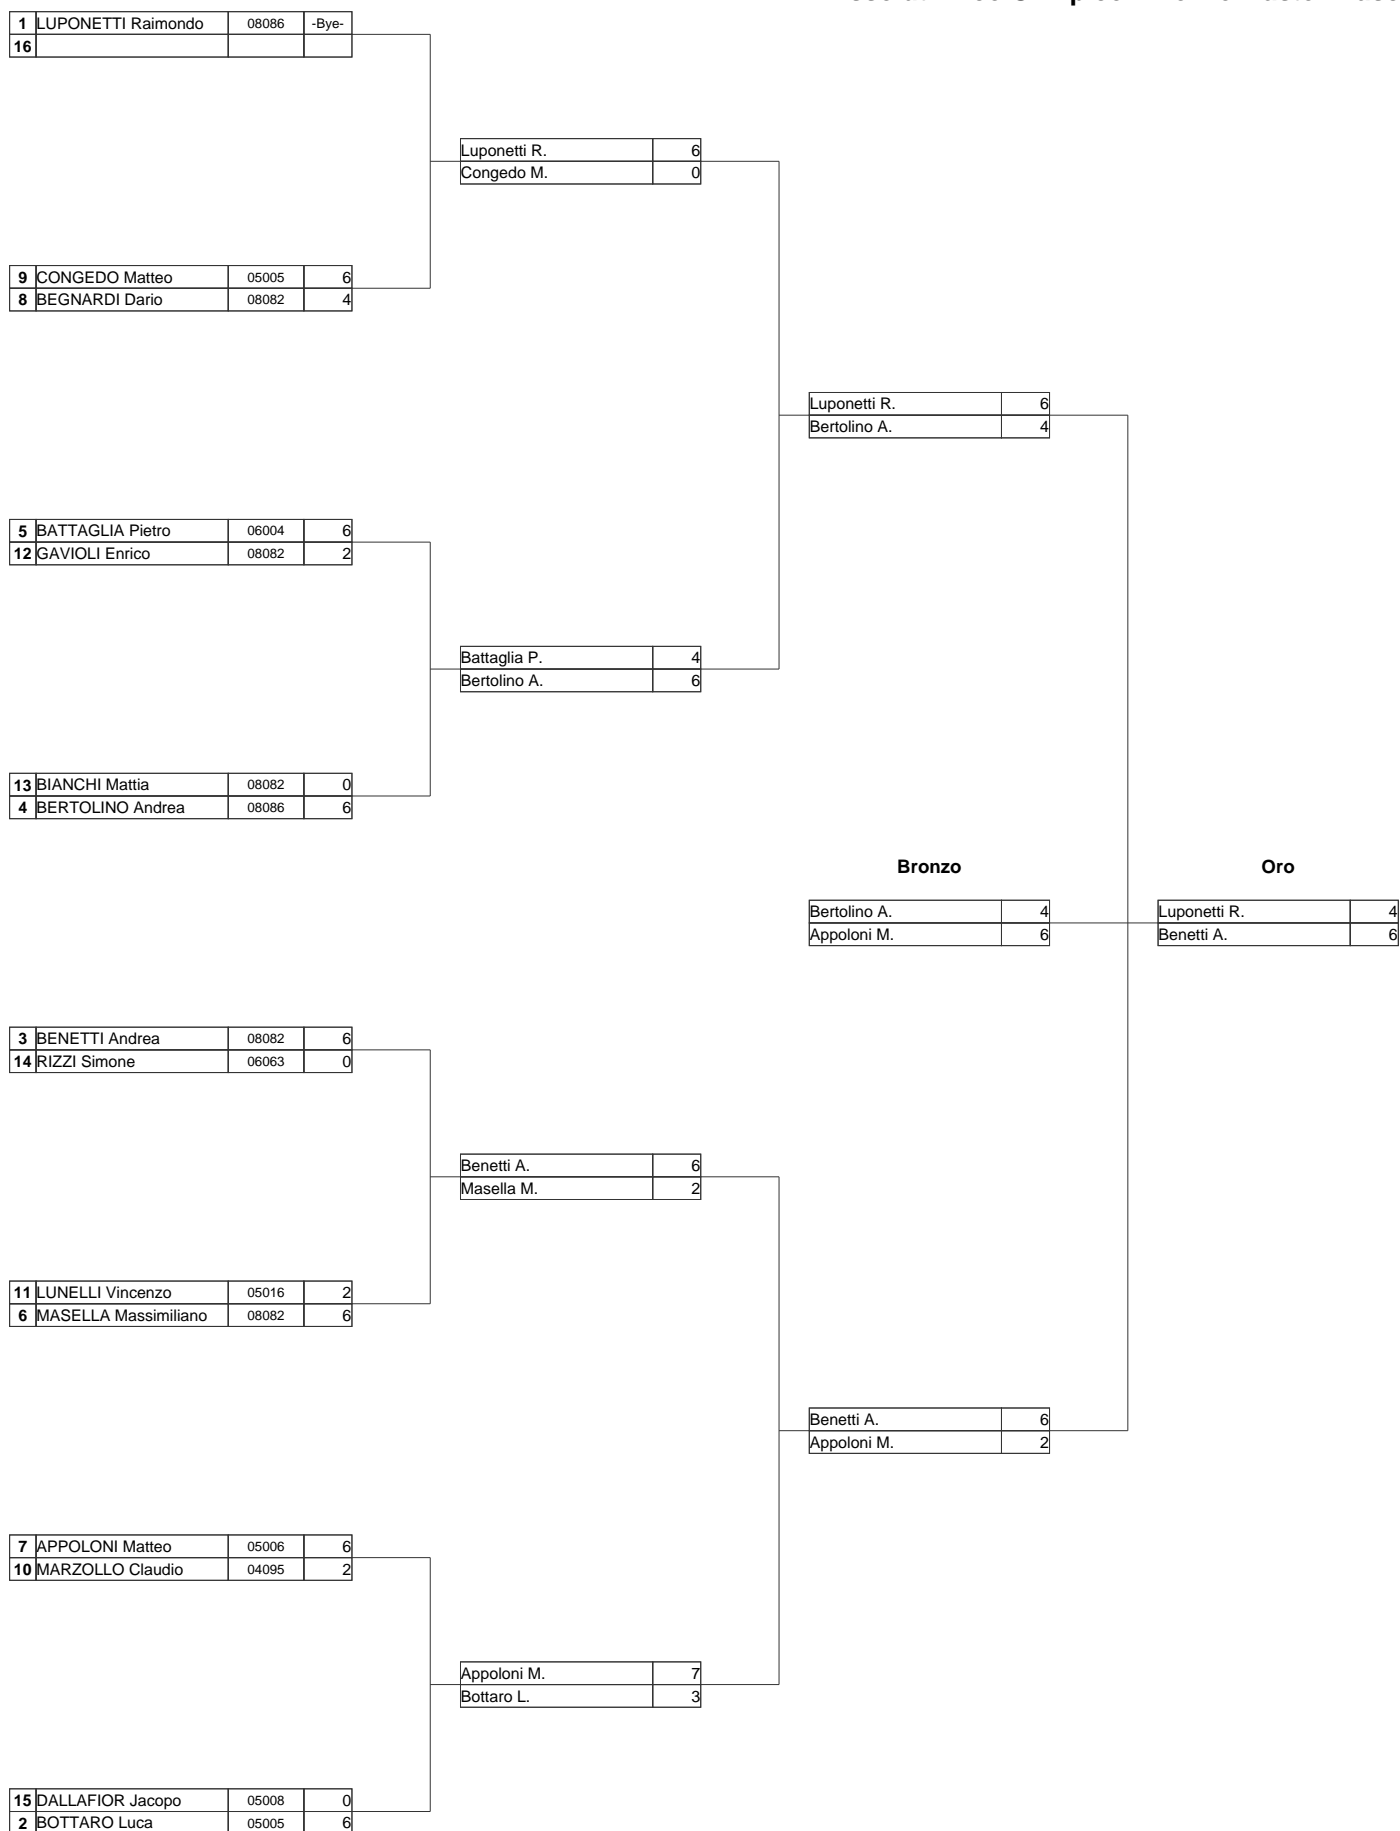 1 LUPONETTI Raimondo 08086 -Bye-
16
Luponetti R. 6
Congedo M. 0
9 CONGEDO Matteo 05005 6
8 BEGNARDI Dario 08082 4
Luponetti R. 6
Bertolino A. 4
5 BATTAGLIA Pietro 06004 6
12 GAVIOLI Enrico 08082 2
Battaglia P. 4
Bertolino A. 6
13 BIANCHI Mattia 08082 0
4 BERTOLINO Andrea 08086 6
Bronzo Oro
Bertolino A. 4 Luponetti R. 4
Appoloni M. 6 Benetti A. 6
3 BENETTI Andrea 08082 6
14 RIZZI Simone 06063 0
Benetti A. 6
Masella M. 2
11 LUNELLI Vincenzo 05016 2
6 MASELLA Massimiliano 08082 6
Benetti A. 6
Appoloni M. 2
7 APPOLONI Matteo 05006 6
10 MARZOLLO Claudio 04095 2
Appoloni M. 7
Bottaro L. 3
15 DALLAFIOR Jacopo 05008 0
2 BOTTARO Luca 05005 6